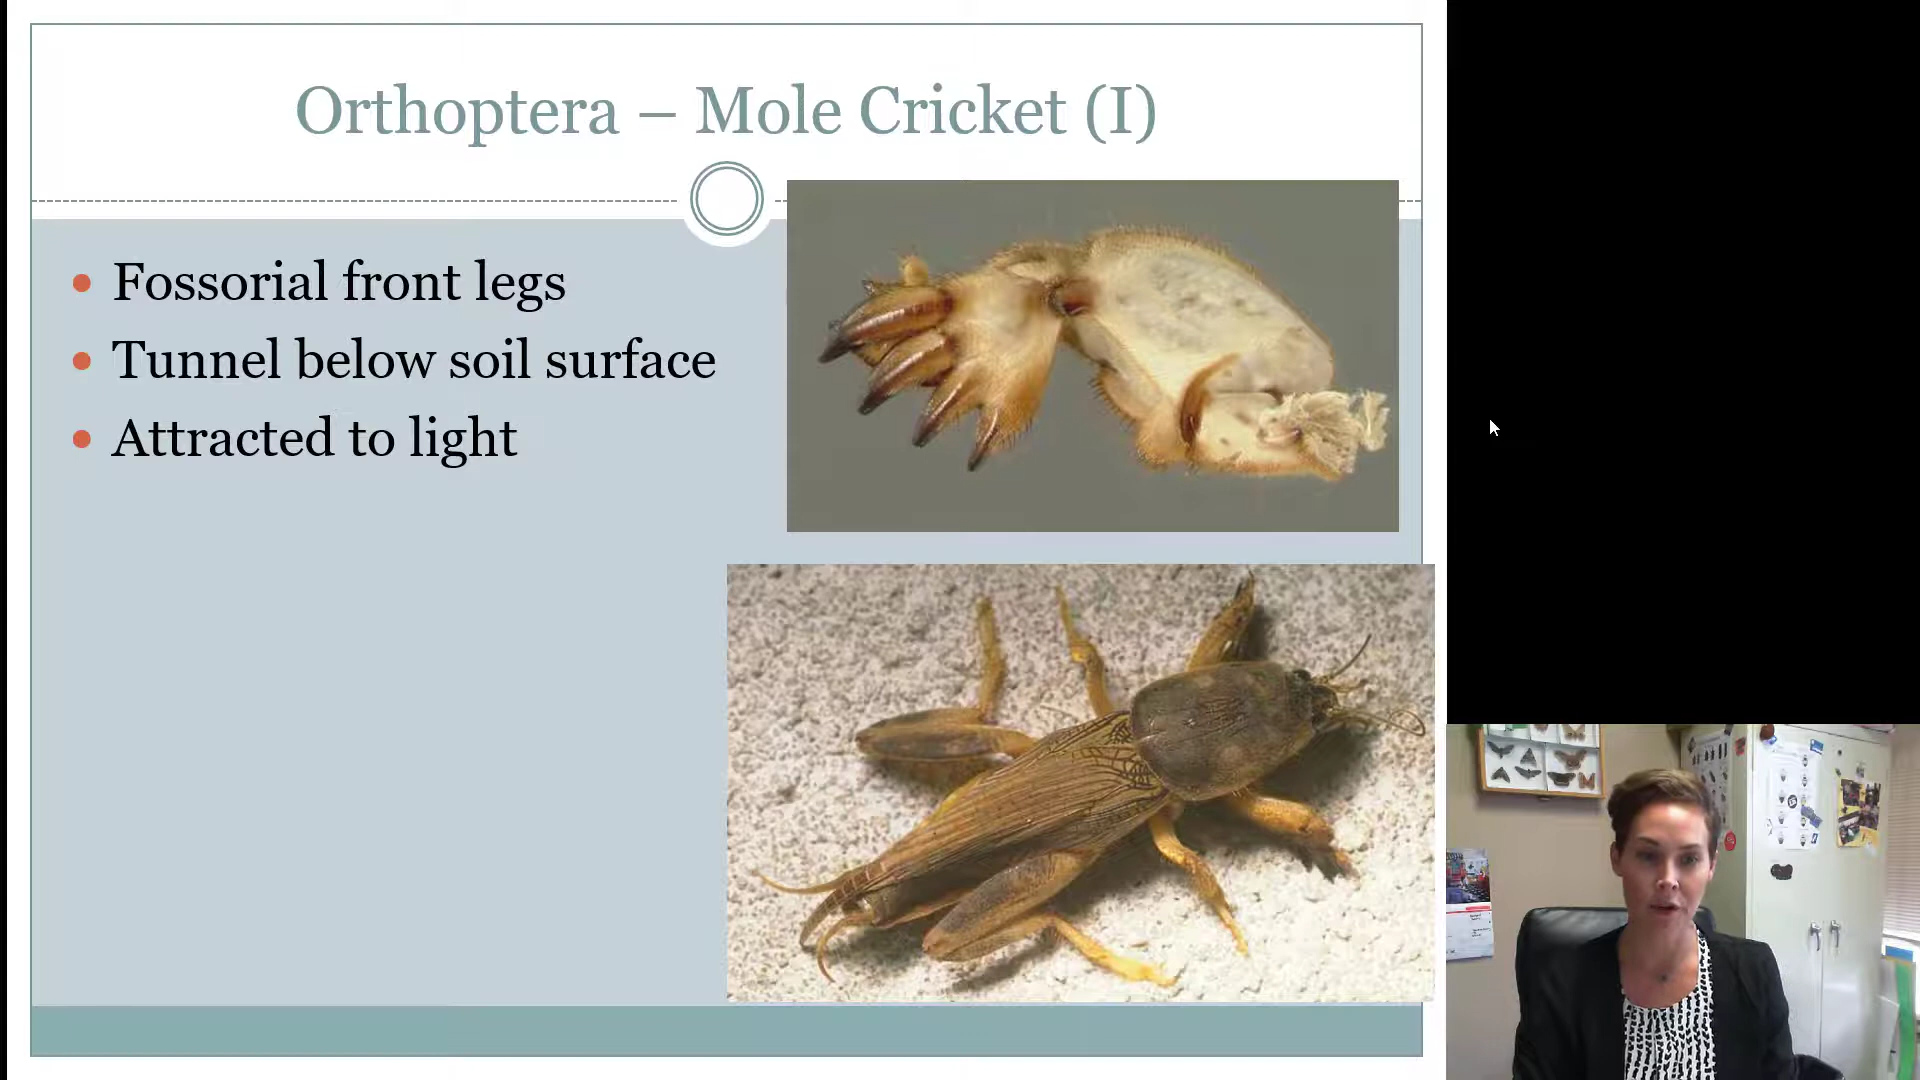 Orthoptera – Mole Cricket (I)
Fossorial front legs
Tunnel below soil surface
Attracted to light